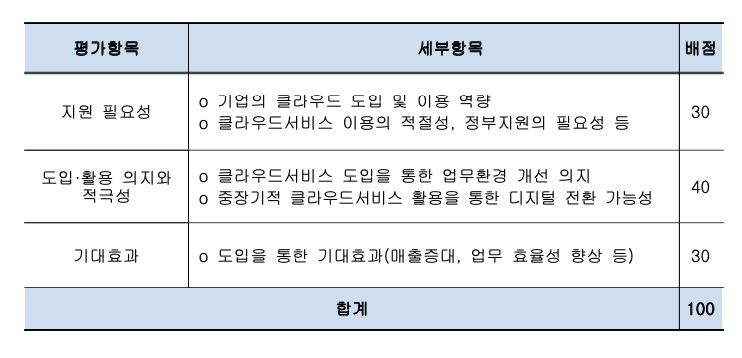 평가항목 세부항목 배점
지원 필요성
o 기업의 클라우드 도입 및 이용 역량
o 클라우드서비스 이용의 적절성, 정부지원의 필요성 등
30
도입·활용 의지와
적극성
o 클라우드서비스 도입을 통한 업무환경 개선 의지
o 중장기적 클라우드서비스 활용을 통한 디지털 전환 가능성
40
기대효과
o 도입을 통한 기대효과(매출증대, 업무 효율성 향상 등)
30
합계 100